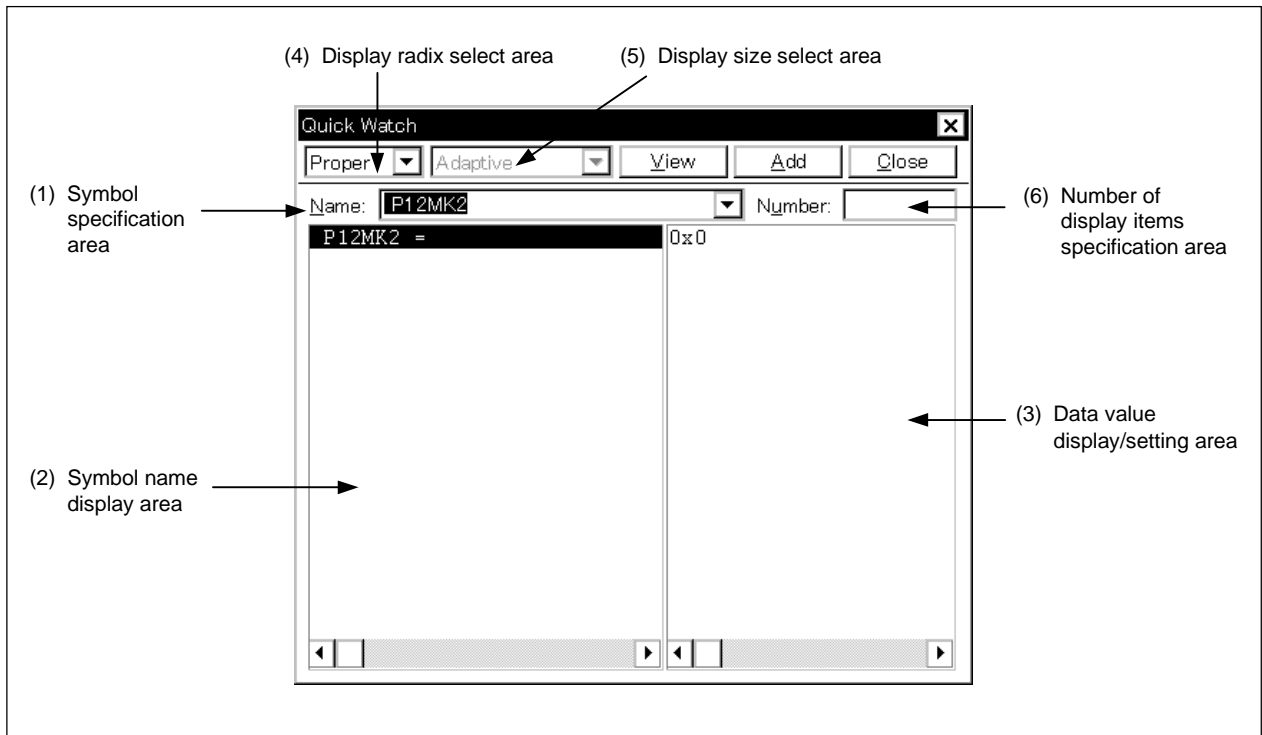 (4) Display radix select area
(5) Display size select area
Quick Watch
Proper
Adaptive
View
Add
Close
(1) Symbol
specification
area
Name:
P12MK2
Number:
(6) Number of
display items
specification area
P12MK2 =
0x0
(3) Data value
display/setting area
(2) Symbol name
display area